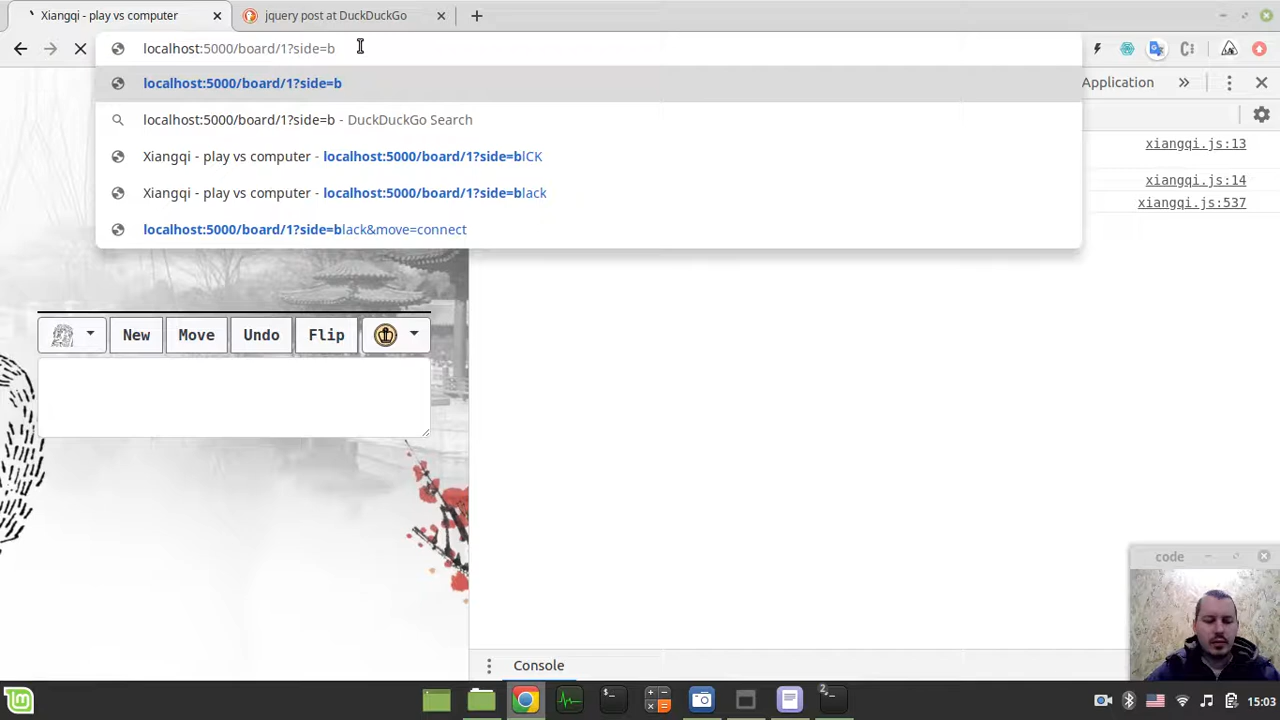 Xiangqi - play vs computer
jquery post at DuckDuckGo
localhost:5000/board/1?side=b
localhost:5000/board/1?side=b
Application
localhost:5000/board/1?side=b - DuckDuckGo Search
xiangqi.js:13
Xiangqi - play vs computer - localhost:5000/board/1?side=blCK
xiangqi.js:14
Xiangqi - play vs computer - localhost:5000/board/1?side=black
xiangqi.js:537
localhost:5000/board/1?side=black&move=connect
New Move Undo Flip
code
Console
15:03